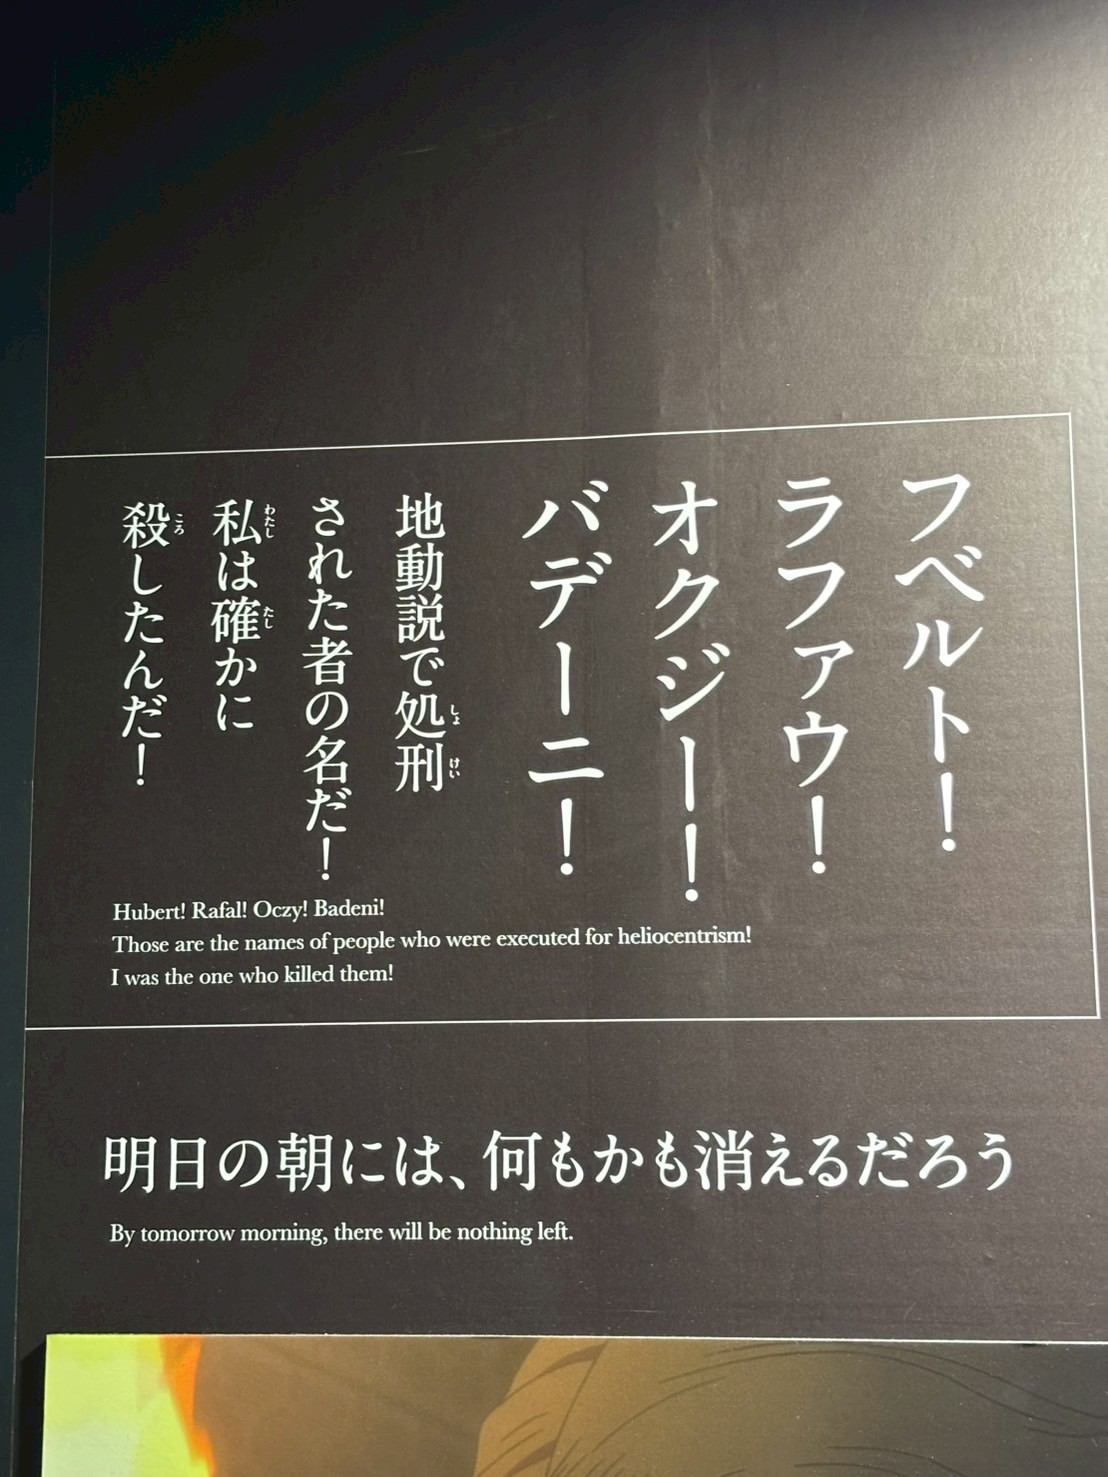 フベルト！
ラファウ！
オクジー！
バデーニ！
地動説で処刑
された者の名だ！
私は確かに
殺したんだ！
Hubert! Rafal! Oczy! Badeni!
Those are the names of people who were executed for heliocentrism!
I was the one who killed them!
明日の朝には、何もかも消えるだろう
By tomorrow morning, there will be nothing left.